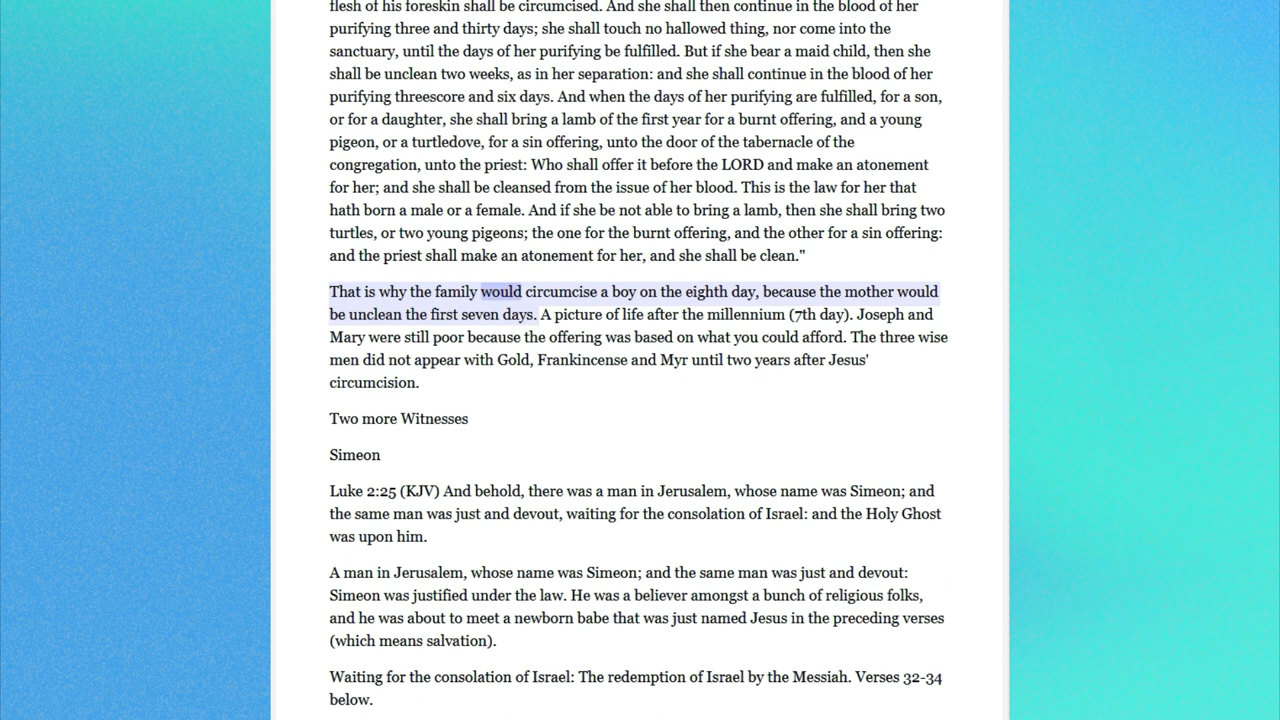 flesh of his foreskin shall be circumcised. And she shall then continue in the blood of her
purifying three and thirty days; she shall touch no hallowed thing, nor come into the
sanctuary, until the days of her purifying be fulfilled. But if she bear a maid child, then she
shall be unclean two weeks, as in her separation: and she shall continue in the blood of her
purifying threescore and six days. And when the days of her purifying are fulfilled, for a son,
or for a daughter, she shall bring a lamb of the first year for a burnt offering, and a young
pigeon, or a turtledove, for a sin offering, unto the door of the tabernacle of the
congregation, unto the priest: Who shall offer it before the LORD and make an atonement
for her; and she shall be cleansed from the issue of her blood. This is the law for her that
hath born a male or a female. And if she be not able to bring a lamb, then she shall bring two
turtles, or two young pigeons; the one for the burnt offering, and the other for a sin offering:
and the priest shall make an atonement for her, and she shall be clean."
That is why the family would circumcise a boy on the eighth day, because the mother would
be unclean the first seven days. A picture of life after the millennium (7th day). Joseph and
Mary were still poor because the offering was based on what you could afford. The three wise
men did not appear with Gold, Frankincense and Myr until two years after Jesus'
circumcision.
Two more Witnesses
Simeon
Luke 2:25 (KJV) And behold, there was a man in Jerusalem, whose name was Simeon; and
the same man was just and devout, waiting for the consolation of Israel: and the Holy Ghost
was upon him.
A man in Jerusalem, whose name was Simeon; and the same man was just and devout:
Simeon was justified under the law. He was a believer amongst a bunch of religious folks,
and he was about to meet a newborn babe that was just named Jesus in the preceding verses
(which means salvation).
Waiting for the consolation of Israel: The redemption of Israel by the Messiah. Verses 32-34
below.